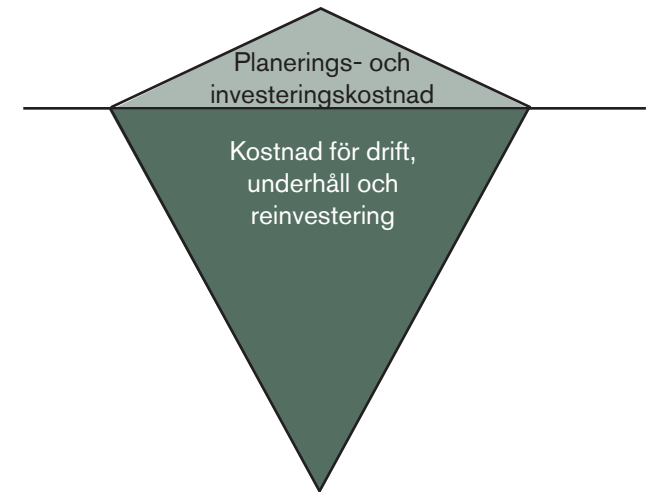 Planerings- och
investeringskostnad
Kostnad för drift,
underhåll och
reinvestering